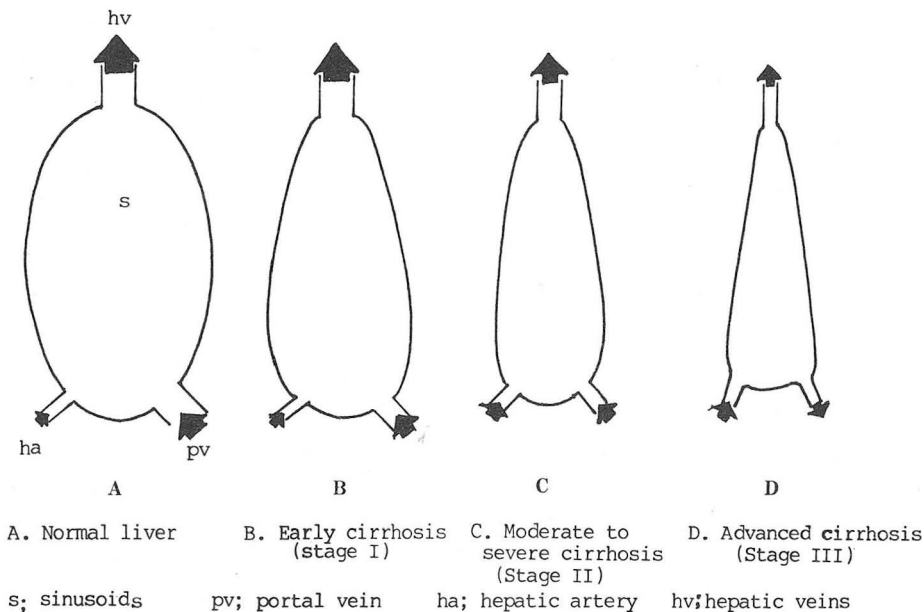 hv
s
ha
pv
A B C D
A. Normal liver B. Early cirrhosis C. Moderate to D. Advanced cirrhosis
(stage I) severe cirrhosis (Stage III)
(Stage II)
s; sinusoids pv; portal vein ha; hepatic artery hv; hepatic veins